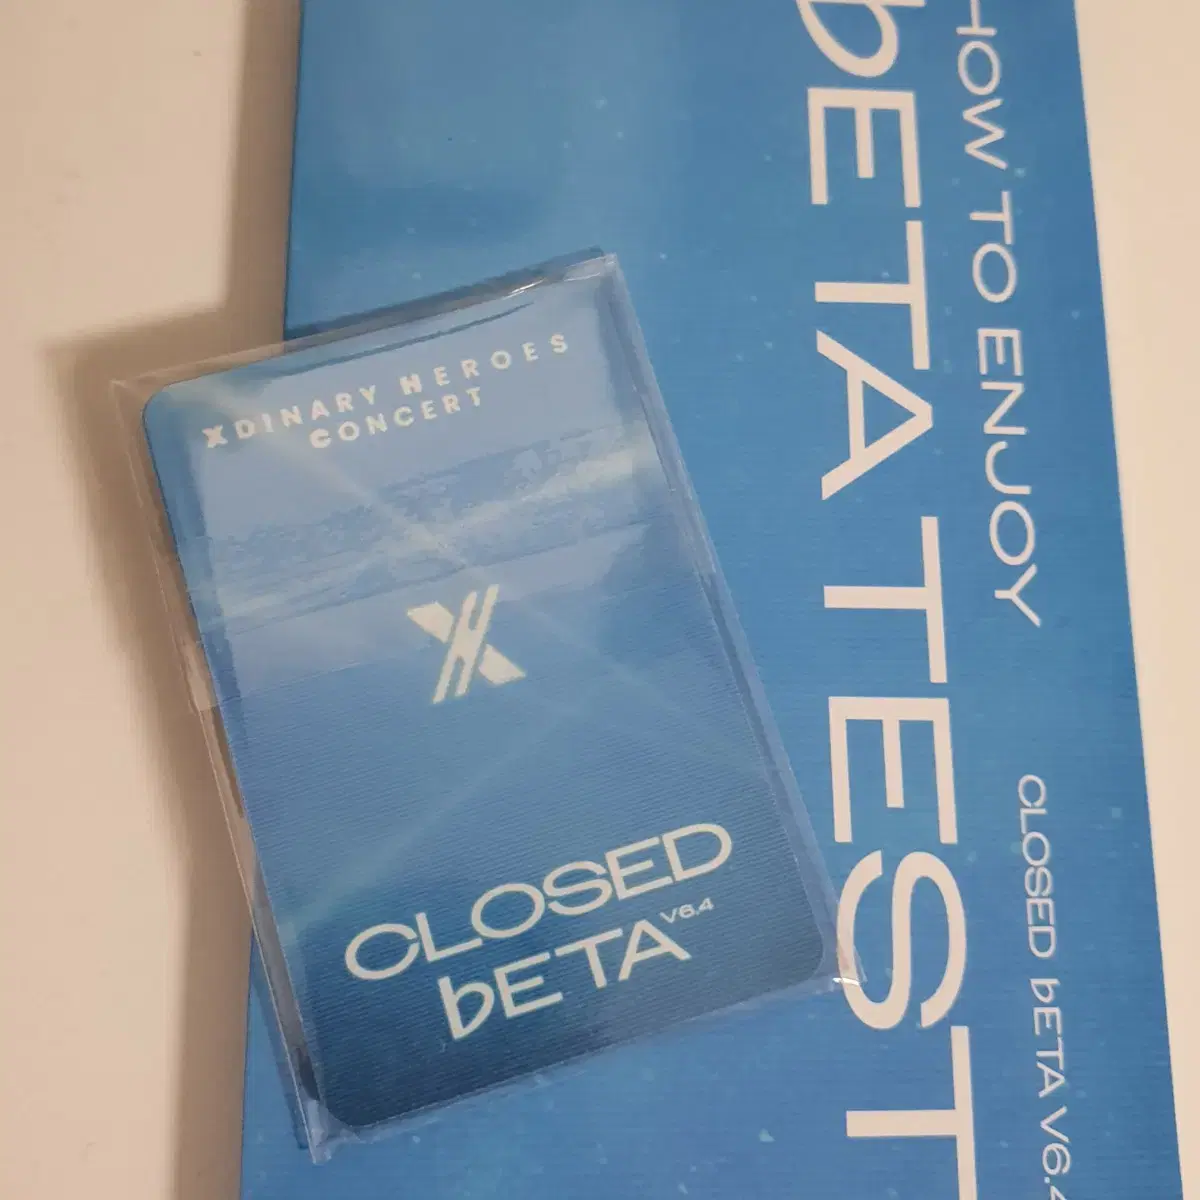 XDINARY HEROES
CONCERT
CLOSED
bETA V6.4
HOW TO ENJOY
bETA TEST
CLOSED bETA V6.4